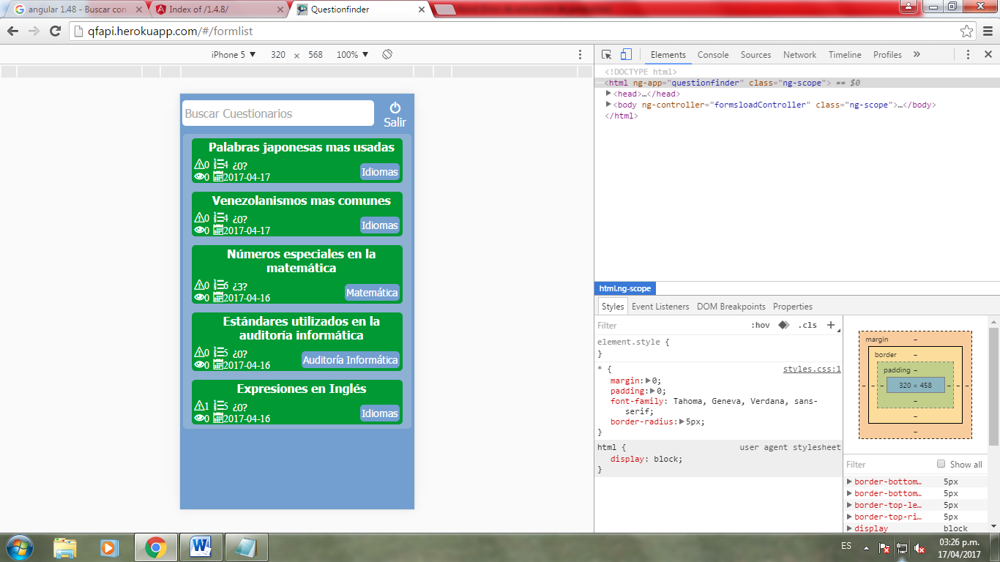 angular 1.48 - Buscar con
Index of /1.4.8/
Questionfinder
qfapi.herokuapp.com/#/formlist
iPhone 5 ▼ 320 × 568 100% ▼
Elements Console Sources Network Timeline Profiles »
<!DOCTYPE html>
···<html ng-app="questionfinder" class="ng-scope"> == $0
▶<head>…</head>
▶<body ng-controller="formsloadController" class="ng-scope">…</body>
</html>
Buscar Cuestionarios
Salir
Palabras japonesas mas usadas
0 4 ¿0?
0 2017-04-17
Idiomas
Venezolanismos mas comunes
0 4 ¿0?
0 2017-04-17
Idiomas
Números especiales en la
matemática
0 6 ¿3?
0 2017-04-16
Matemática
Estándares utilizados en la
auditoría informática
0 5 ¿0?
0 2017-04-16
Auditoría Informática
Expresiones en Inglés
1 5 ¿0?
0 2017-04-16
Idiomas
html.ng-scope
Styles Event Listeners DOM Breakpoints Properties
Filter :hov .cls +
element.style {
}
* { styles.css:1
margin:▶0;
padding:▶0;
font-family: Tahoma, Geneva, Verdana, sans-
serif;
border-radius:▶5px;
}
html { user agent stylesheet
display: block;
}
margin –
border –
padding –
– – – 320 × 458 – – –
–
–
–
Filter Show all
▶border-bottom… 5px
▶border-bottom… 5px
▶border-top-le… 5px
▶border-top-ri… 5px
▶display block
ES
03:26 p.m.
17/04/2017